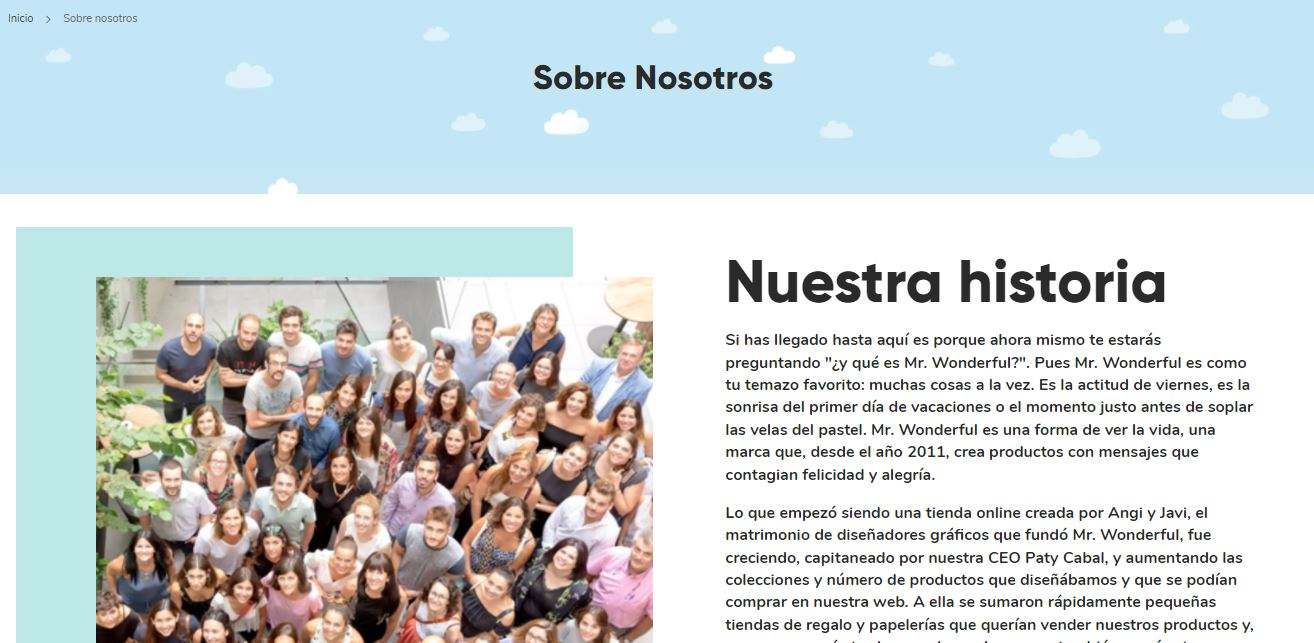 Inicio > Sobre nosotros
Sobre Nosotros
Nuestra historia
Si has llegado hasta aquí es porque ahora mismo te estarás
preguntando "¿y qué es Mr. Wonderful?". Pues Mr. Wonderful es como
tu temazo favorito: muchas cosas a la vez. Es la actitud de viernes, es la
sonrisa del primer día de vacaciones o el momento justo antes de soplar
las velas del pastel. Mr. Wonderful es una forma de ver la vida, una
marca que, desde el año 2011, crea productos con mensajes que
contagian felicidad y alegría.
Lo que empezó siendo una tienda online creada por Angi y Javi, el
matrimonio de diseñadores gráficos que fundó Mr. Wonderful, fue
creciendo, capitaneado por nuestra CEO Paty Cabal, y aumentando las
colecciones y número de productos que diseñábamos y que se podían
comprar en nuestra web. A ella se sumaron rápidamente pequeñas
tiendas de regalo y papelerías que querían vender nuestros productos y,